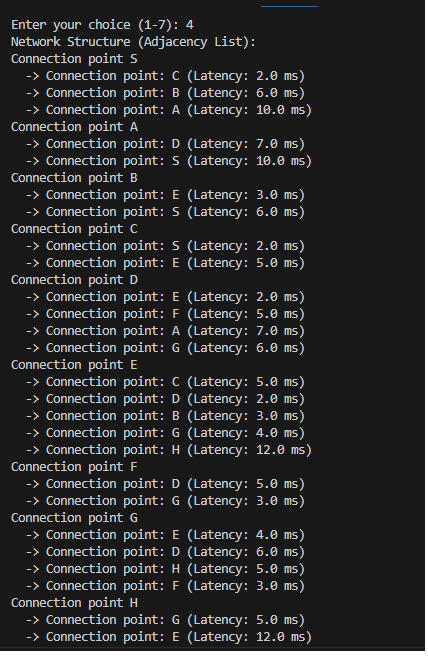 Enter your choice (1-7): 4
Network Structure (Adjacency List):
Connection point S
  -> Connection point: C (Latency: 2.0 ms)
  -> Connection point: B (Latency: 6.0 ms)
  -> Connection point: A (Latency: 10.0 ms)
Connection point A
  -> Connection point: D (Latency: 7.0 ms)
  -> Connection point: S (Latency: 10.0 ms)
Connection point B
  -> Connection point: E (Latency: 3.0 ms)
  -> Connection point: S (Latency: 6.0 ms)
Connection point C
  -> Connection point: S (Latency: 2.0 ms)
  -> Connection point: E (Latency: 5.0 ms)
Connection point D
  -> Connection point: E (Latency: 2.0 ms)
  -> Connection point: F (Latency: 5.0 ms)
  -> Connection point: A (Latency: 7.0 ms)
  -> Connection point: G (Latency: 6.0 ms)
Connection point E
  -> Connection point: C (Latency: 5.0 ms)
  -> Connection point: D (Latency: 2.0 ms)
  -> Connection point: B (Latency: 3.0 ms)
  -> Connection point: G (Latency: 4.0 ms)
  -> Connection point: H (Latency: 12.0 ms)
Connection point F
  -> Connection point: D (Latency: 5.0 ms)
  -> Connection point: G (Latency: 3.0 ms)
Connection point G
  -> Connection point: E (Latency: 4.0 ms)
  -> Connection point: D (Latency: 6.0 ms)
  -> Connection point: H (Latency: 5.0 ms)
  -> Connection point: F (Latency: 3.0 ms)
Connection point H
  -> Connection point: G (Latency: 5.0 ms)
  -> Connection point: E (Latency: 12.0 ms)